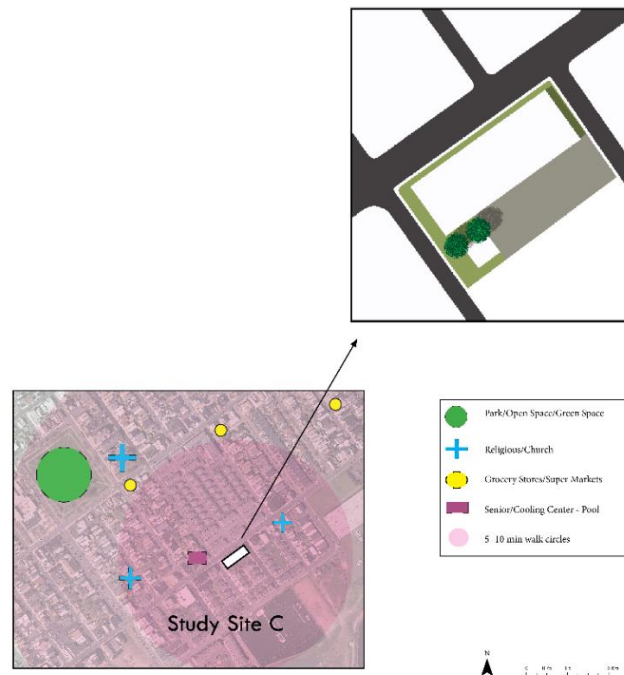 Park/Open Space/Green Space
Religious/Church
Grocery Stores/Super Markets
Senior/Cooling Center - Pool
5 -10 min walk circles
Study Site C
N